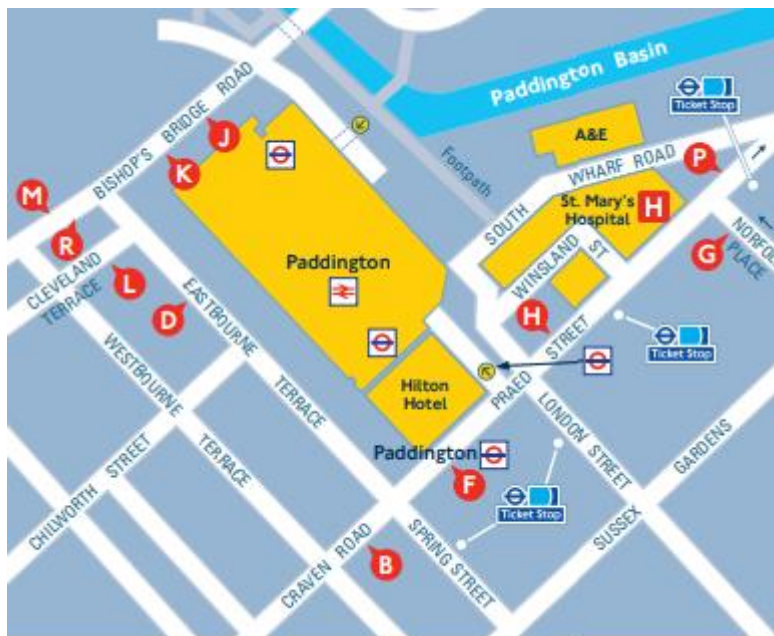 Paddington Basin
Ticket Stop
A&E
BISHOP'S BRIDGE ROAD
J
K
Footpath
SOUTH WHARF ROAD
P
M
St. Mary's
Hospital
H
R
NORFOLK
PLACE
G
CLEVELAND
TERRACE
L
D
EASTBOURNE TERRACE
Paddington
WINSLAND ST
H
Ticket Stop
WESTBOURNE TERRACE
Hilton
Hotel
PRAED STREET
LONDON STREET
Paddington
F
Ticket Stop
SUSSEX GARDENS
CHILWORTH STREET
CRAVEN ROAD
B
SPRING STREET